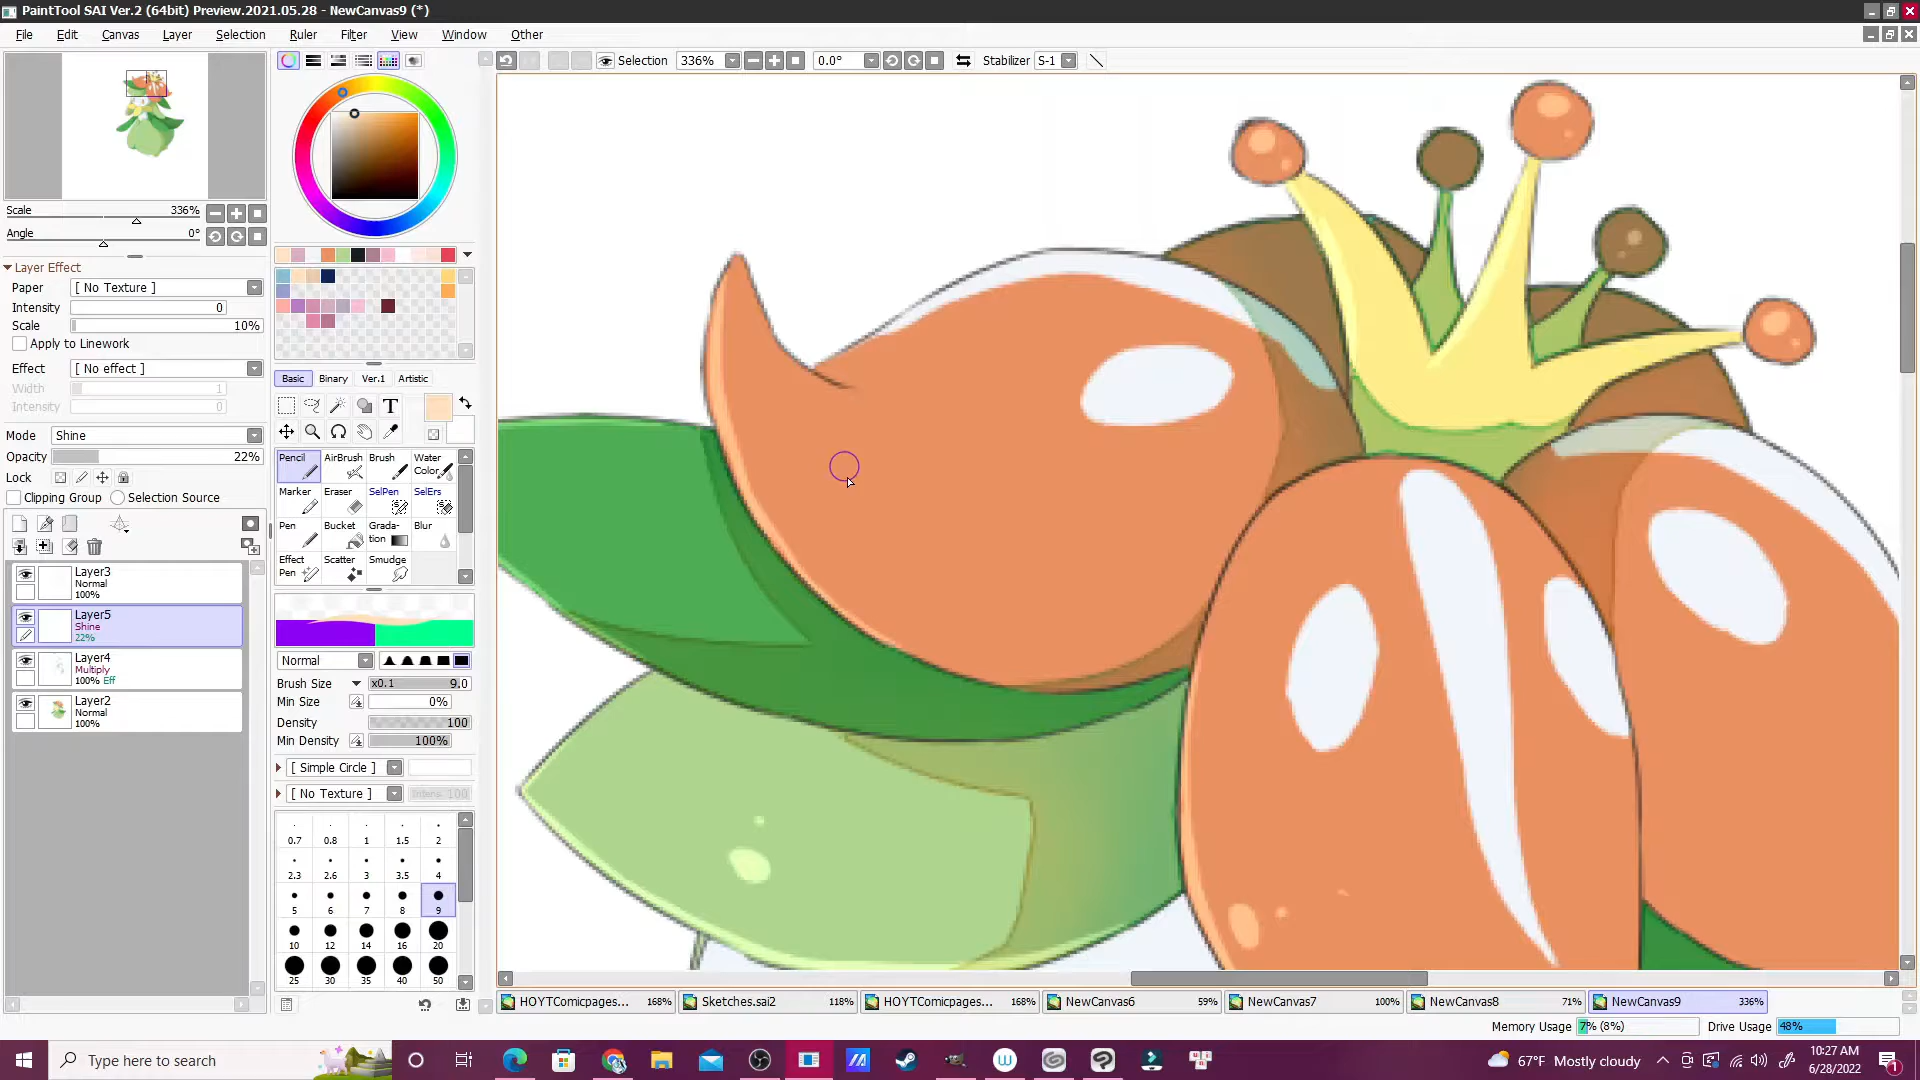 PaintTool SAI Ver.2 (64bit) Preview.2021.05.28 - NewCanvas9 (*)
File Edit Canvas Layer Selection Ruler Filter View Window Other
Selection 336% 0.0° Stabilizer S-1
Scale 336%
Angle 0°
Layer Effect
Paper [ No Texture ]
Intensity 0
Scale 10%
Apply to Linework
Effect [ No effect ]
Width 1
Intensity 0
Mode Shine
Opacity 22%
Lock
Clipping Group Selection Source
Layer3
Normal
100%
Layer5
Shine
22%
Layer4
Multiply
100% Eff
Layer2
Normal
100%
Basic Binary Ver.1 Artistic
T
Pencil AirBrush Brush Water
Color
Marker Eraser SelPen SelErs
Pen Bucket Grada-
tion Blur
Effect
Pen Scatter Smudge
Normal
Brush Size x0.1 9.0
Min Size 0%
Density 100
Min Density 100%
[ Simple Circle ]
[ No Texture ] Intens 100
0.7 0.8 1 1.5 2
2.3 2.6 3 3.5 4
5 6 7 8 9
10 12 14 16 20
25 30 35 40 50
HOYTComicpages... 168% Sketches.sai2 118% HOYTComicpages... 168% NewCanvas6 59% NewCanvas7 100% NewCanvas8 71% NewCanvas9 336%
Memory Usage 7% (8%) Drive Usage 48%
Type here to search
67°F Mostly cloudy
10:27 AM
6/28/2022
1